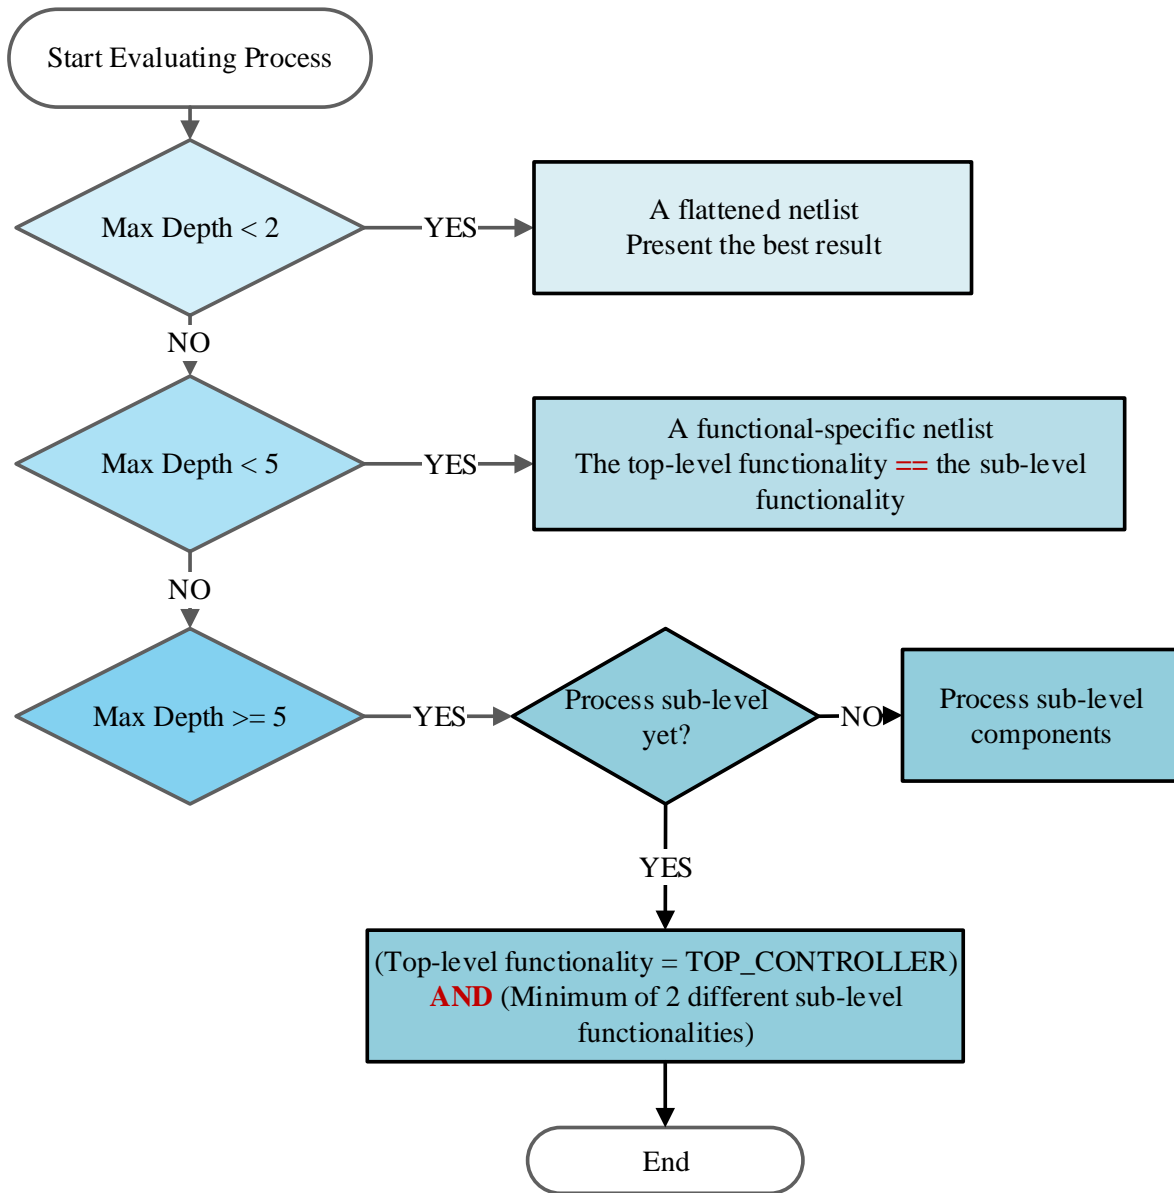 Start Evaluating Process
Max Depth < 2
YES
A flattened netlist
Present the best result
NO
Max Depth < 5
YES
A functional-specific netlist
The top-level functionality == the sub-level
functionality
NO
Max Depth >= 5
YES
Process sub-level
yet?
NO
Process sub-level
components
YES
(Top-level functionality = TOP_CONTROLLER)
AND (Minimum of 2 different sub-level
functionalities)
End